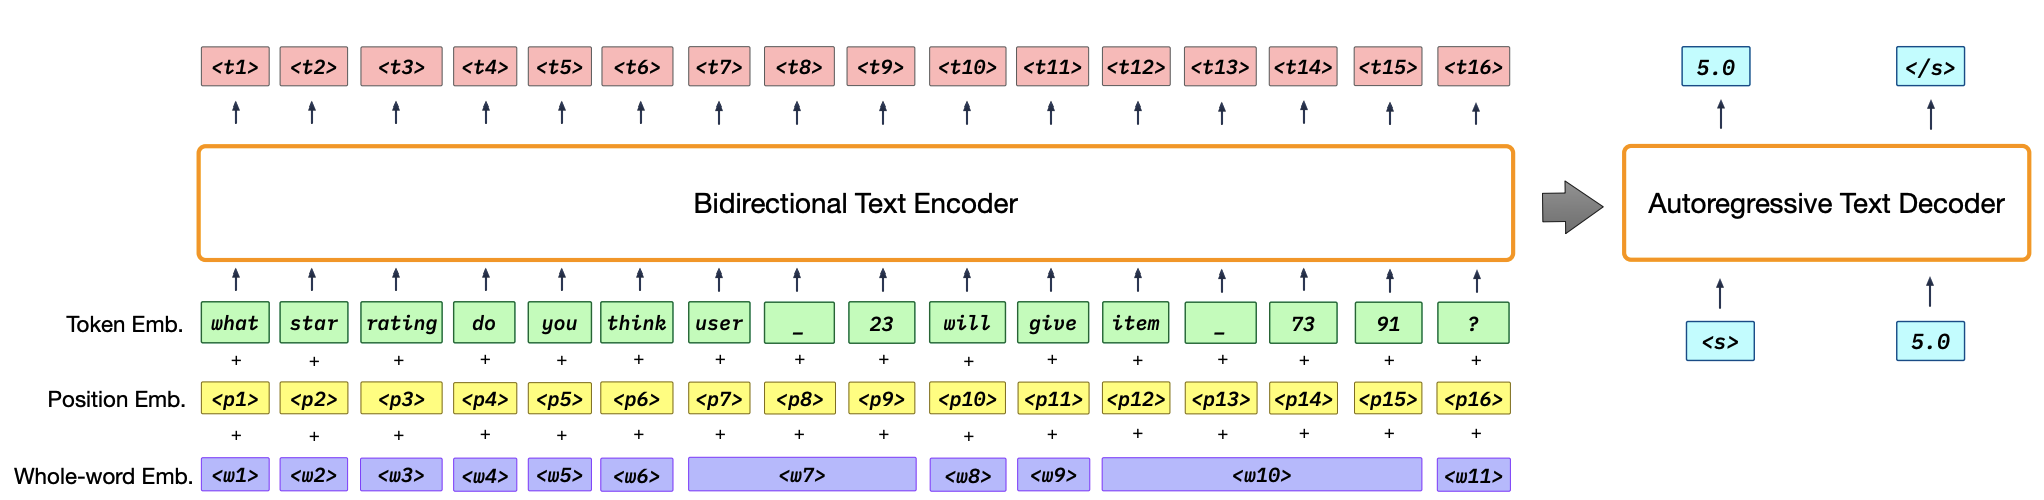 <t1> <t2> <t3> <t4> <t5> <t6> <t7> <t8> <t9> <t10> <t11> <t12> <t13> <t14> <t15> <t16> 5.0 </s>
Bidirectional Text Encoder Autoregressive Text Decoder
Token Emb. what star rating do you think user _ 23 will give item _ 73 91 ? <s> 5.0
+ + + + + + + + + + + + + + + +
Position Emb. <p1> <p2> <p3> <p4> <p5> <p6> <p7> <p8> <p9> <p10> <p11> <p12> <p13> <p14> <p15> <p16>
+ + + + + + + + + + + + + + + +
Whole-word Emb. <w1> <w2> <w3> <w4> <w5> <w6> <w7> <w8> <w9> <w10> <w11>